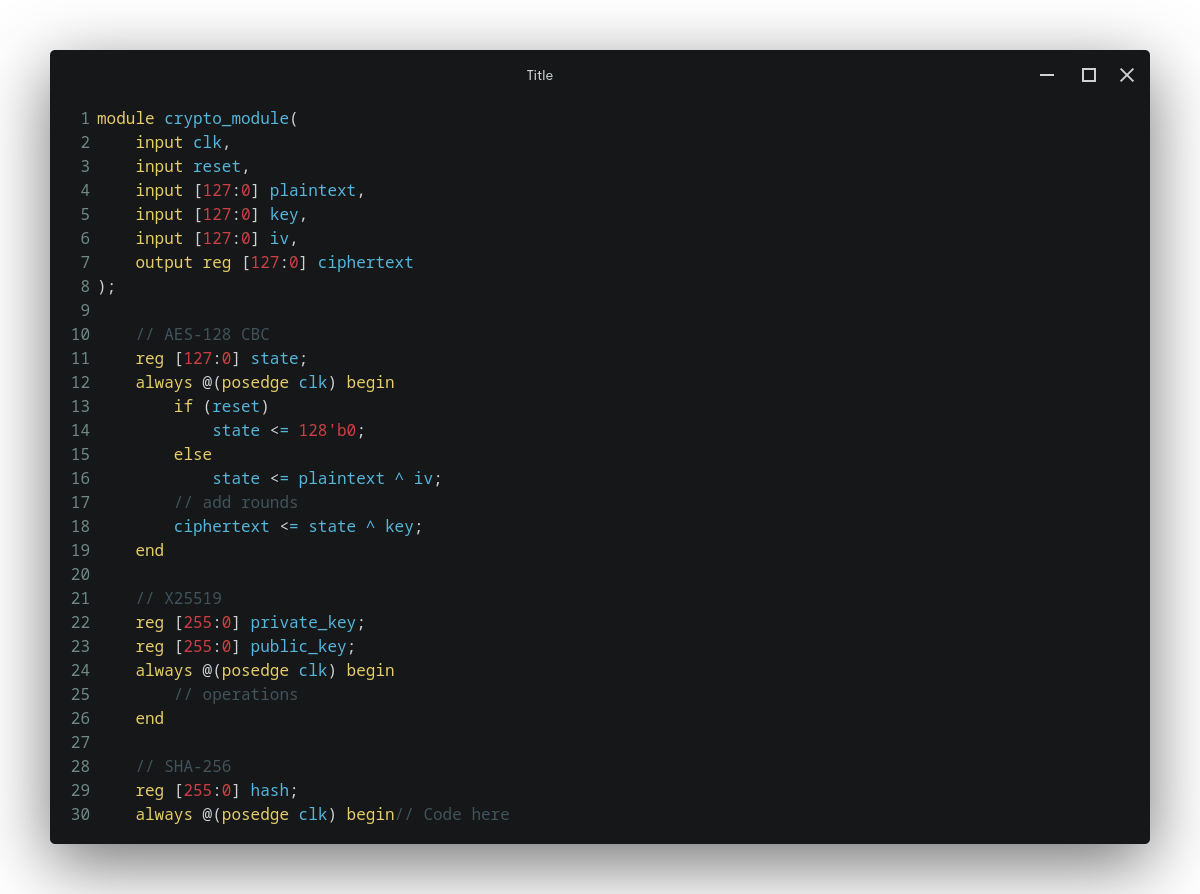 Title
1 module crypto_module(
2     input clk,
3     input reset,
4     input [127:0] plaintext,
5     input [127:0] key,
6     input [127:0] iv,
7     output reg [127:0] ciphertext
8 );
9
10     // AES-128 CBC
11     reg [127:0] state;
12     always @(posedge clk) begin
13         if (reset)
14             state <= 128'b0;
15         else
16             state <= plaintext ^ iv;
17         // add rounds
18         ciphertext <= state ^ key;
19     end
20
21     // X25519
22     reg [255:0] private_key;
23     reg [255:0] public_key;
24     always @(posedge clk) begin
25         // operations
26     end
27
28     // SHA-256
29     reg [255:0] hash;
30     always @(posedge clk) begin// Code here